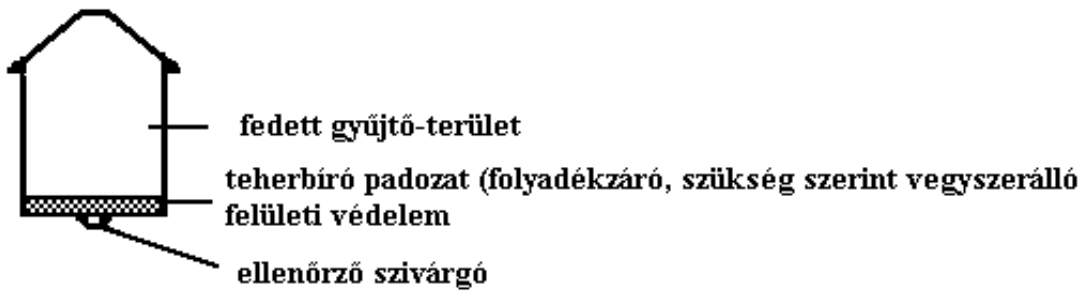 fedett gyűjtő-terület
teherbíró padozat (folyadékzáró, szükség szerint vegyszerálló
felületi védelem
ellenőrző szivárgó